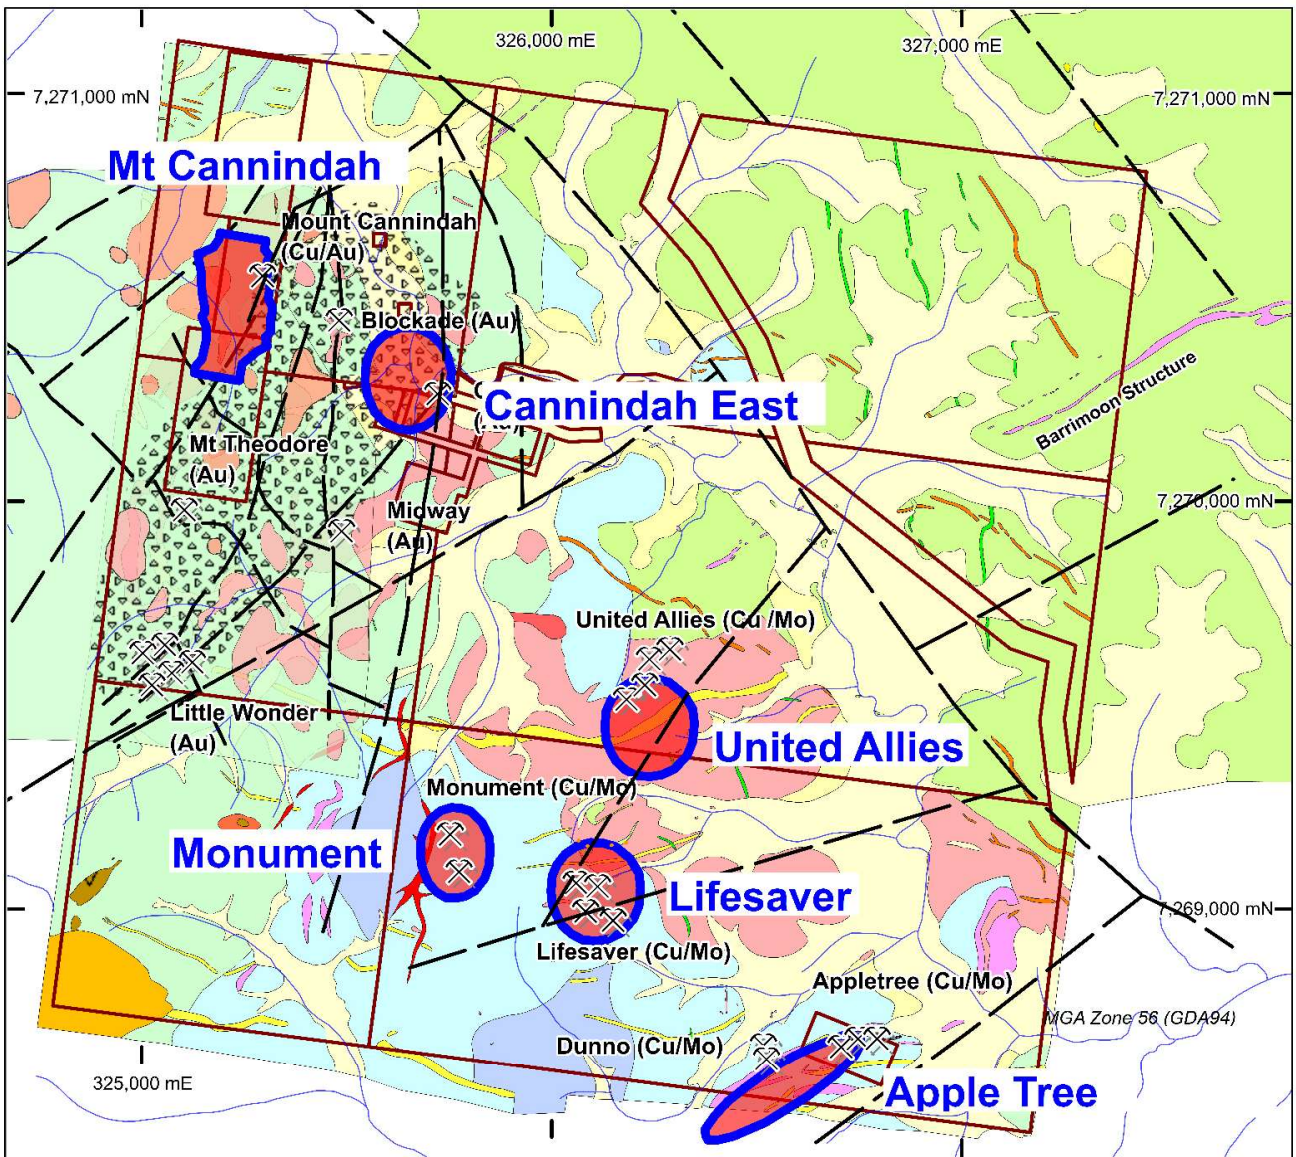 326,000 mE
327,000 mE
7,271,000 mN
7,271,000 mN
Mt Cannindah
Mount Cannindah
(Cu/Au)
Blockade (Au)
Cannindah East
Barrimoon Structure
Mt Theodore
(Au)
7,270,000 mN
Midway
(Au)
United Allies (Cu /Mo)
Little Wonder
(Au)
United Allies
Monument (Cu/Mo)
Monument
Lifesaver
7,269,000 mN
Lifesaver (Cu/Mo)
Appletree (Cu/Mo)
MGA Zone 56 (GDA94)
Dunno (Cu/Mo)
325,000 mE
Apple Tree